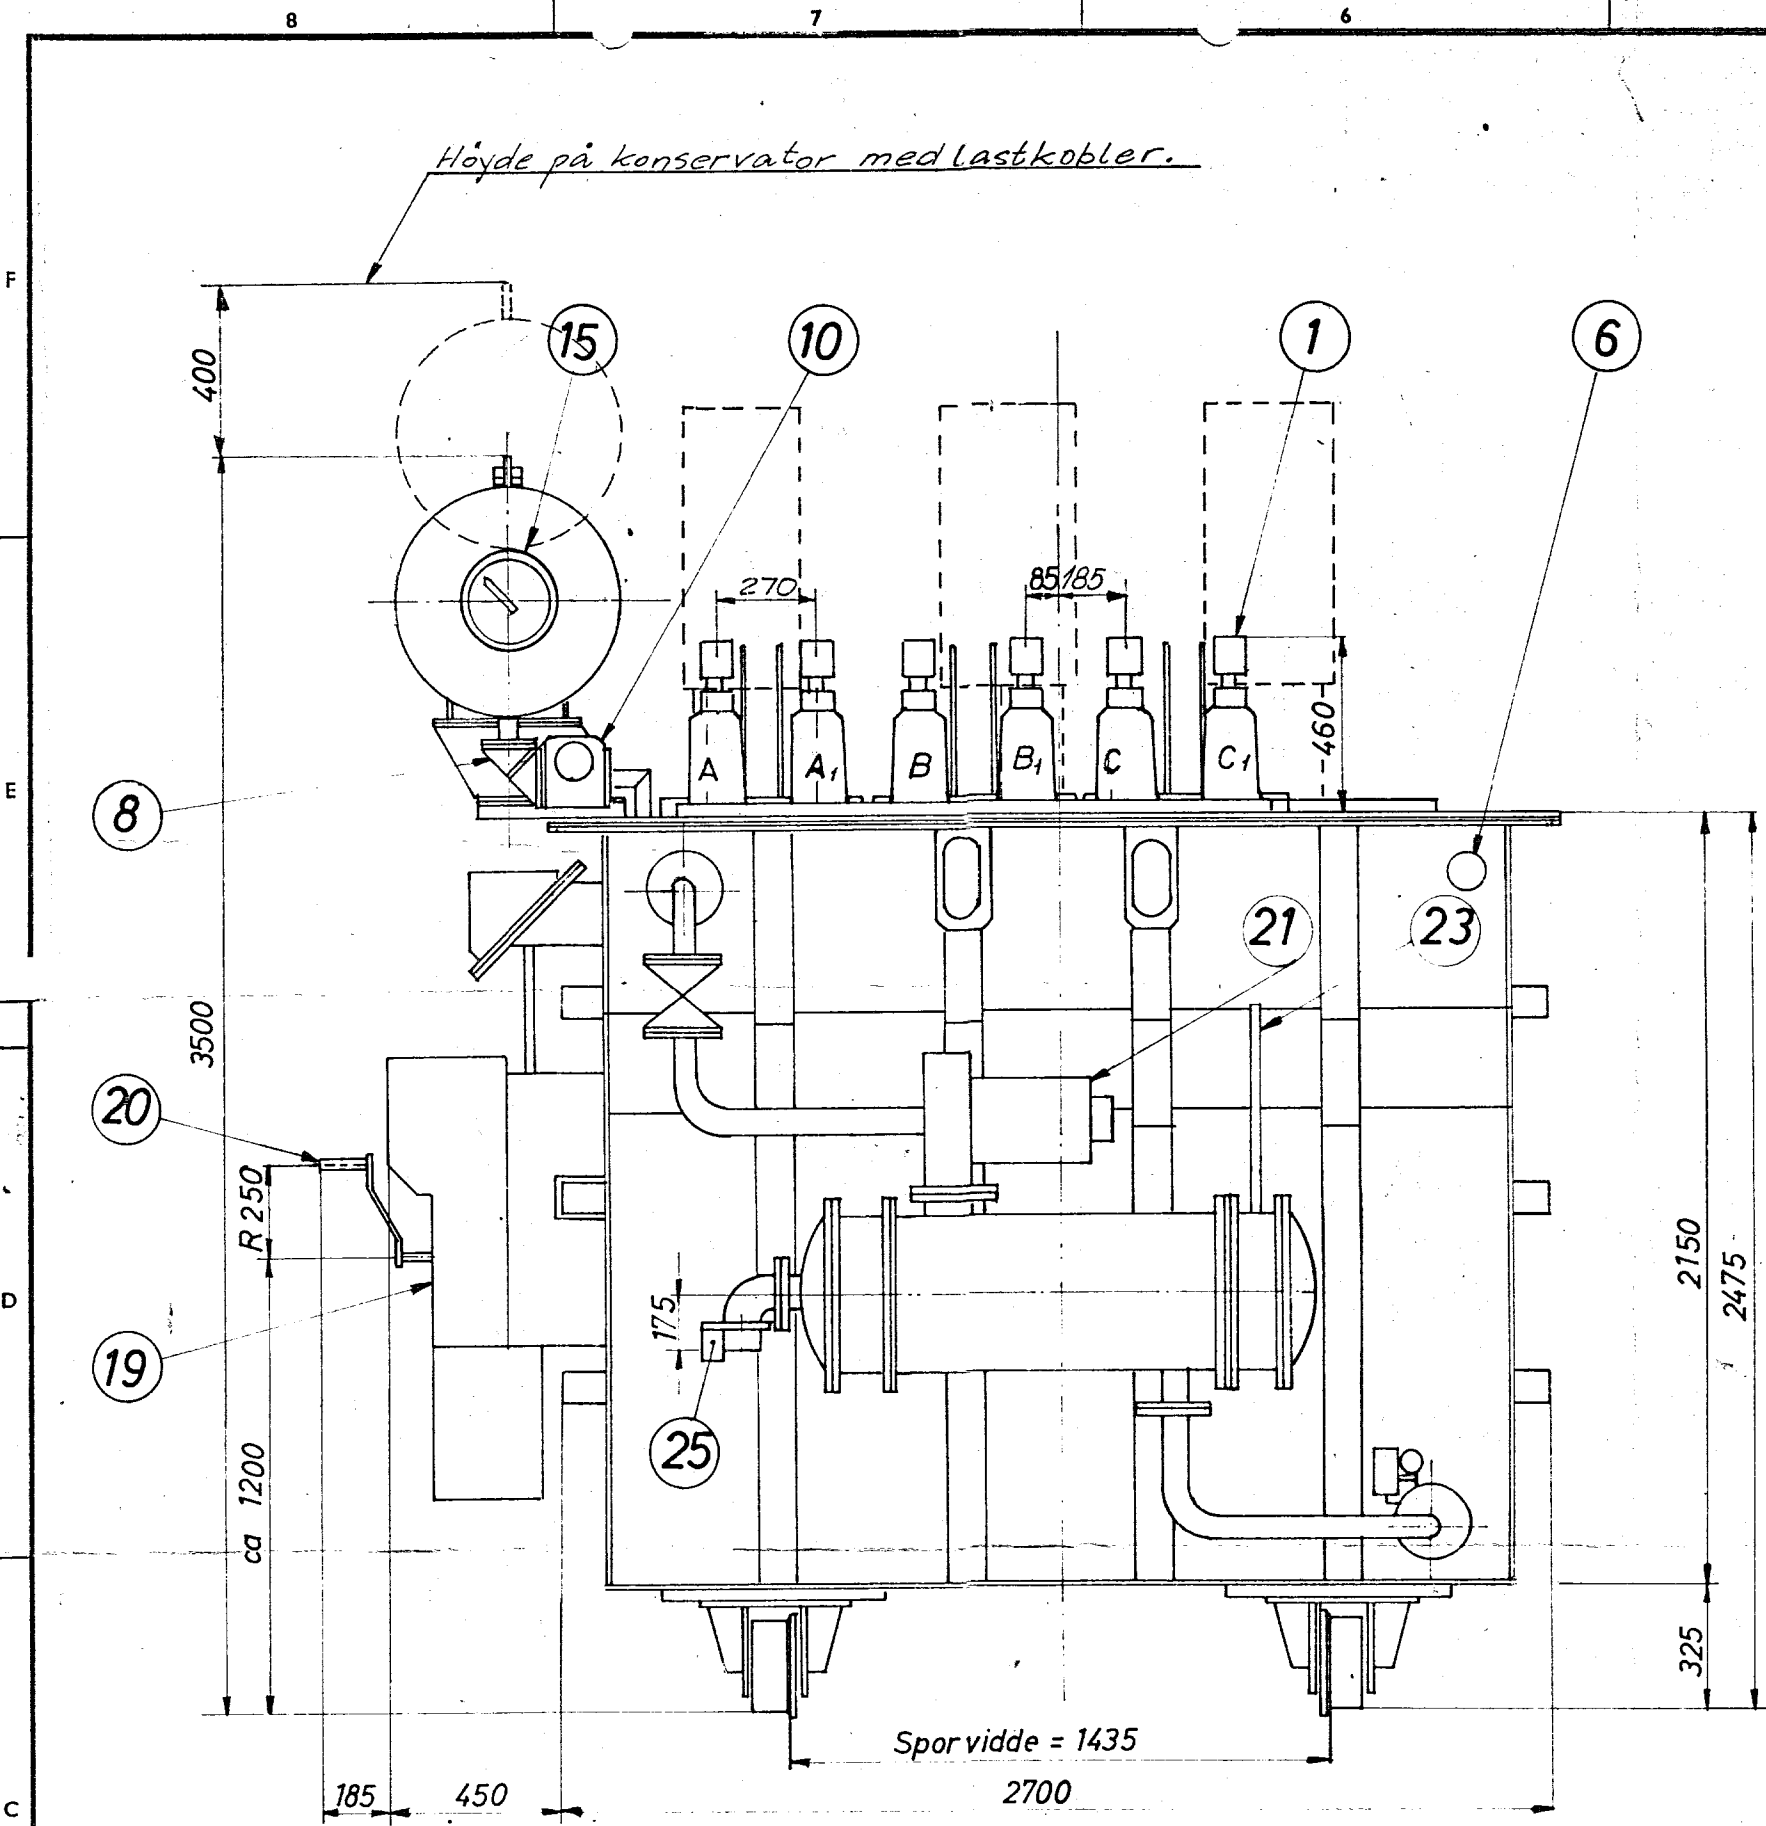 8 7 6
Höyde på konservator med lastkobler.
F
15 10 1 6
400
270 85 185
460
A A1 B B1 C C1
E
8
21 23
3500
20
R 250
2150
2475
D
175
19
25
ca 1200
325
Sporvidde = 1435
185 450 2700
C